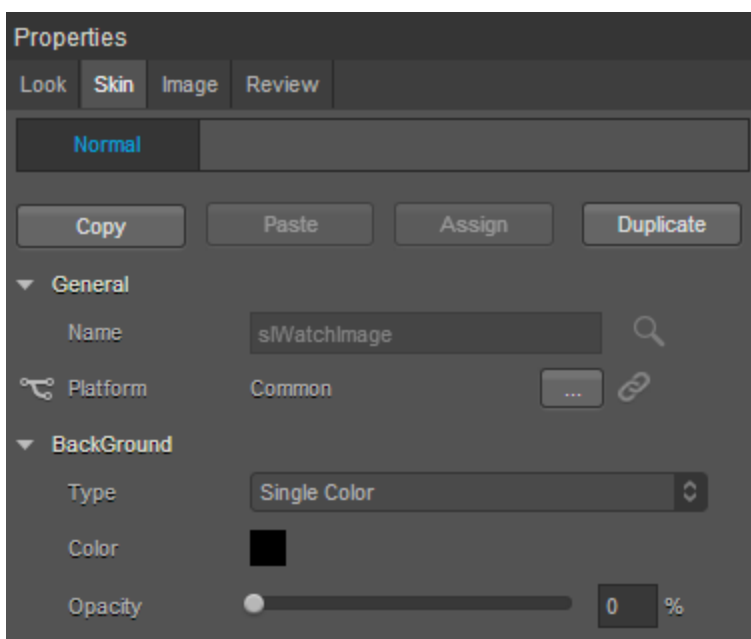 Properties
Look Skin Image Review
Normal
Copy Paste Assign Duplicate
General
Name slWatchImage
Platform Common ...
BackGround
Type Single Color
Color
Opacity 0 %